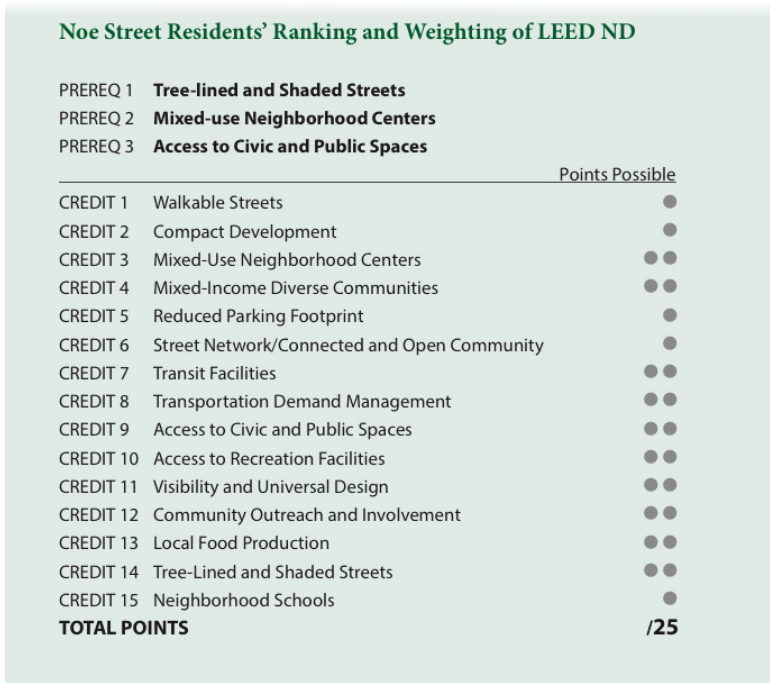 Noe Street Residents’ Ranking and Weighting of LEED ND
PREREQ 1 Tree-lined and Shaded Streets
PREREQ 2 Mixed-use Neighborhood Centers
PREREQ 3 Access to Civic and Public Spaces
Points Possible
CREDIT 1 Walkable Streets
CREDIT 2 Compact Development
CREDIT 3 Mixed-Use Neighborhood Centers
CREDIT 4 Mixed-Income Diverse Communities
CREDIT 5 Reduced Parking Footprint
CREDIT 6 Street Network/Connected and Open Community
CREDIT 7 Transit Facilities
CREDIT 8 Transportation Demand Management
CREDIT 9 Access to Civic and Public Spaces
CREDIT 10 Access to Recreation Facilities
CREDIT 11 Visibility and Universal Design
CREDIT 12 Community Outreach and Involvement
CREDIT 13 Local Food Production
CREDIT 14 Tree-Lined and Shaded Streets
CREDIT 15 Neighborhood Schools
TOTAL POINTS /25